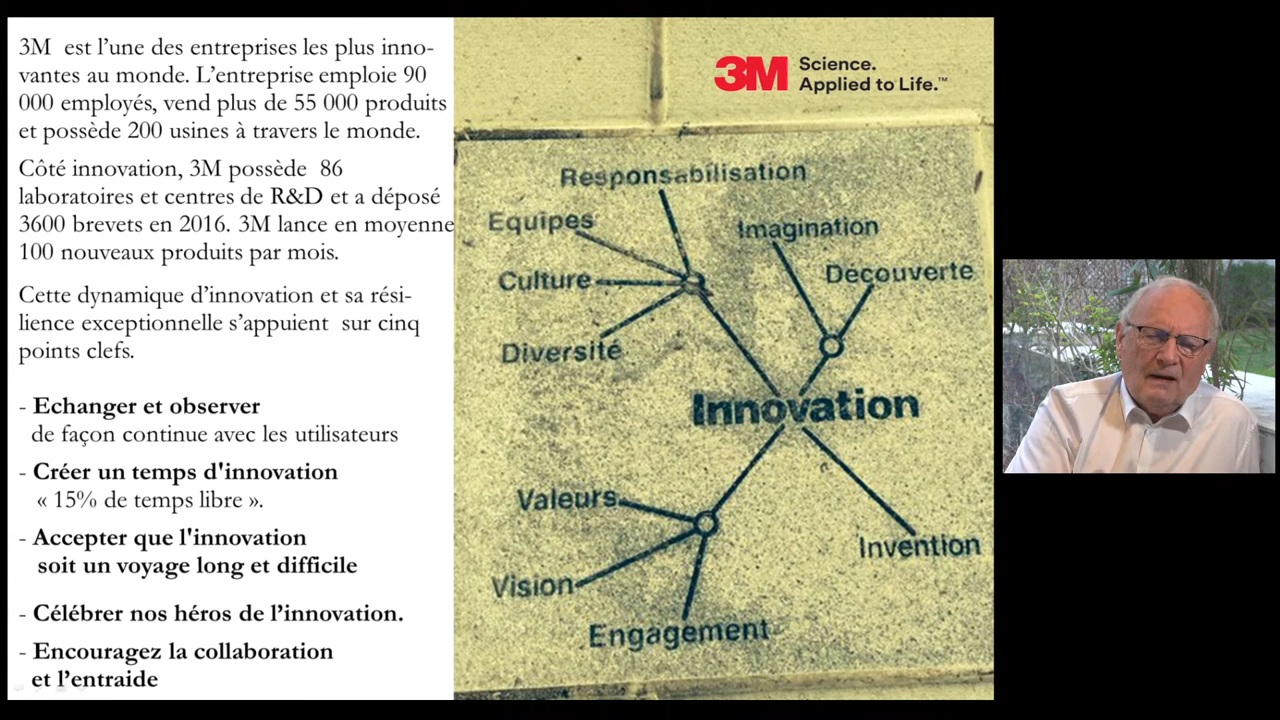 3M est l’une des entreprises les plus inno-
vantes au monde. L’entreprise emploie 90
000 employés, vend plus de 55 000 produits
et possède 200 usines à travers le monde.
Côté innovation, 3M possède 86
laboratoires et centres de R&D et a déposé
3600 brevets en 2016. 3M lance en moyenne
100 nouveaux produits par mois.
Cette dynamique d’innovation et sa rési-
lience exceptionnelle s’appuient sur cinq
points clefs.
- Echanger et observer
de façon continue avec les utilisateurs
- Créer un temps d'innovation
« 15% de temps libre ».
- Accepter que l'innovation
soit un voyage long et difficile
- Célébrer nos héros de l’innovation.
- Encouragez la collaboration
et l’entraide
3M Science.
Applied to Life.™
Responsabilisation
Equipes
Imagination
Culture
Découverte
Diversité
Innovation
Valeurs
Invention
Vision
Engagement